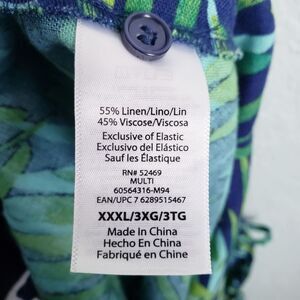 55% Linen/Lino/Lin
45% Viscose/Viscosa
Exclusive of Elastic
Exclusivo del Elástico
Sauf les Élastique
RN# 52469
MULTI
60564316-M94
EAN/UPC 7 6289515467
XXXL/3XG/3TG
Made In China
Hecho En China
Fabriqué en Chine